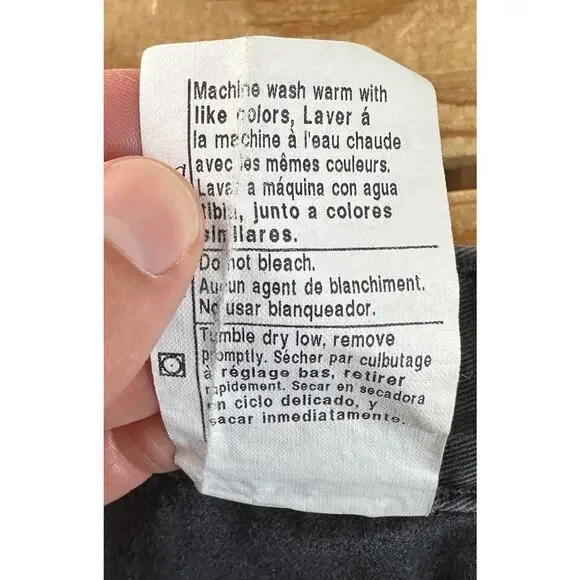 Machine wash warm with
like colors, Laver á
la machine à l'eau chaude
avec les mêmes couleurs.
Lavar a máquina con agua
tibia, junto a colores
similares.
Do not bleach.
Aucun agent de blanchiment.
No usar blanqueador.
Tumble dry low, remove
promptly. Sécher par culbutage
à réglage bas, retirer
rapidement. Secar en secadora
en ciclo delicado, y
sacar inmediatamente.